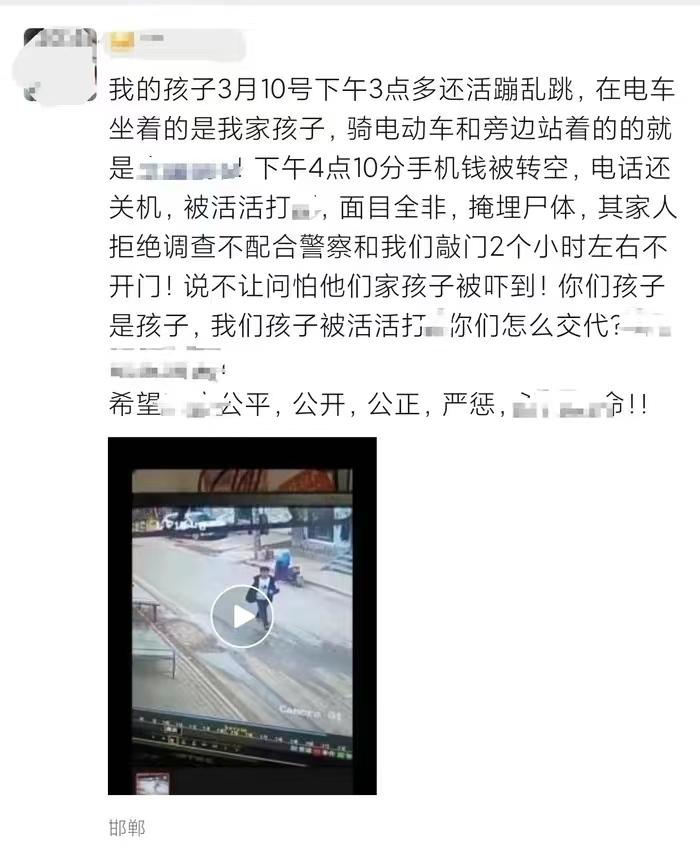 我的孩子3月10号下午3点多还活蹦乱跳，在电车
坐着的是我家孩子，骑电动车和旁边站着的的就
是！下午4点10分手机钱被转空，电话还
关机，被活活打，面目全非，掩埋尸体，其家人
拒绝调查不配合警察和我们敲门2个小时左右不
开门！说不让问怕他们家孩子被吓到！你们孩子
是孩子，我们孩子被活活打你们怎么交代？
希望公平，公开，公正，严惩，命!!
Camera 01
邯郸